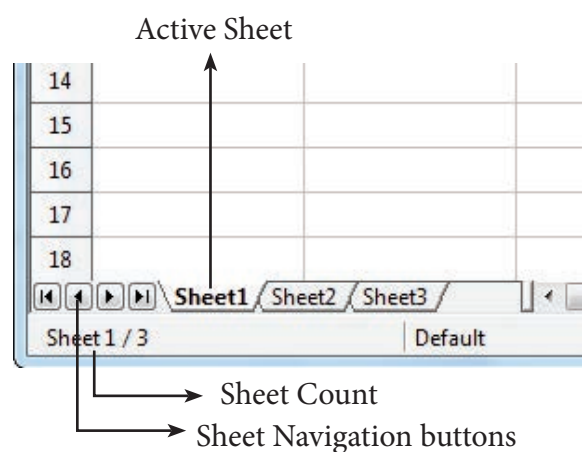 Active Sheet
14
15
16
17
18
Sheet1 Sheet2 Sheet3
Sheet 1 / 3 Default
Sheet Count
Sheet Navigation buttons